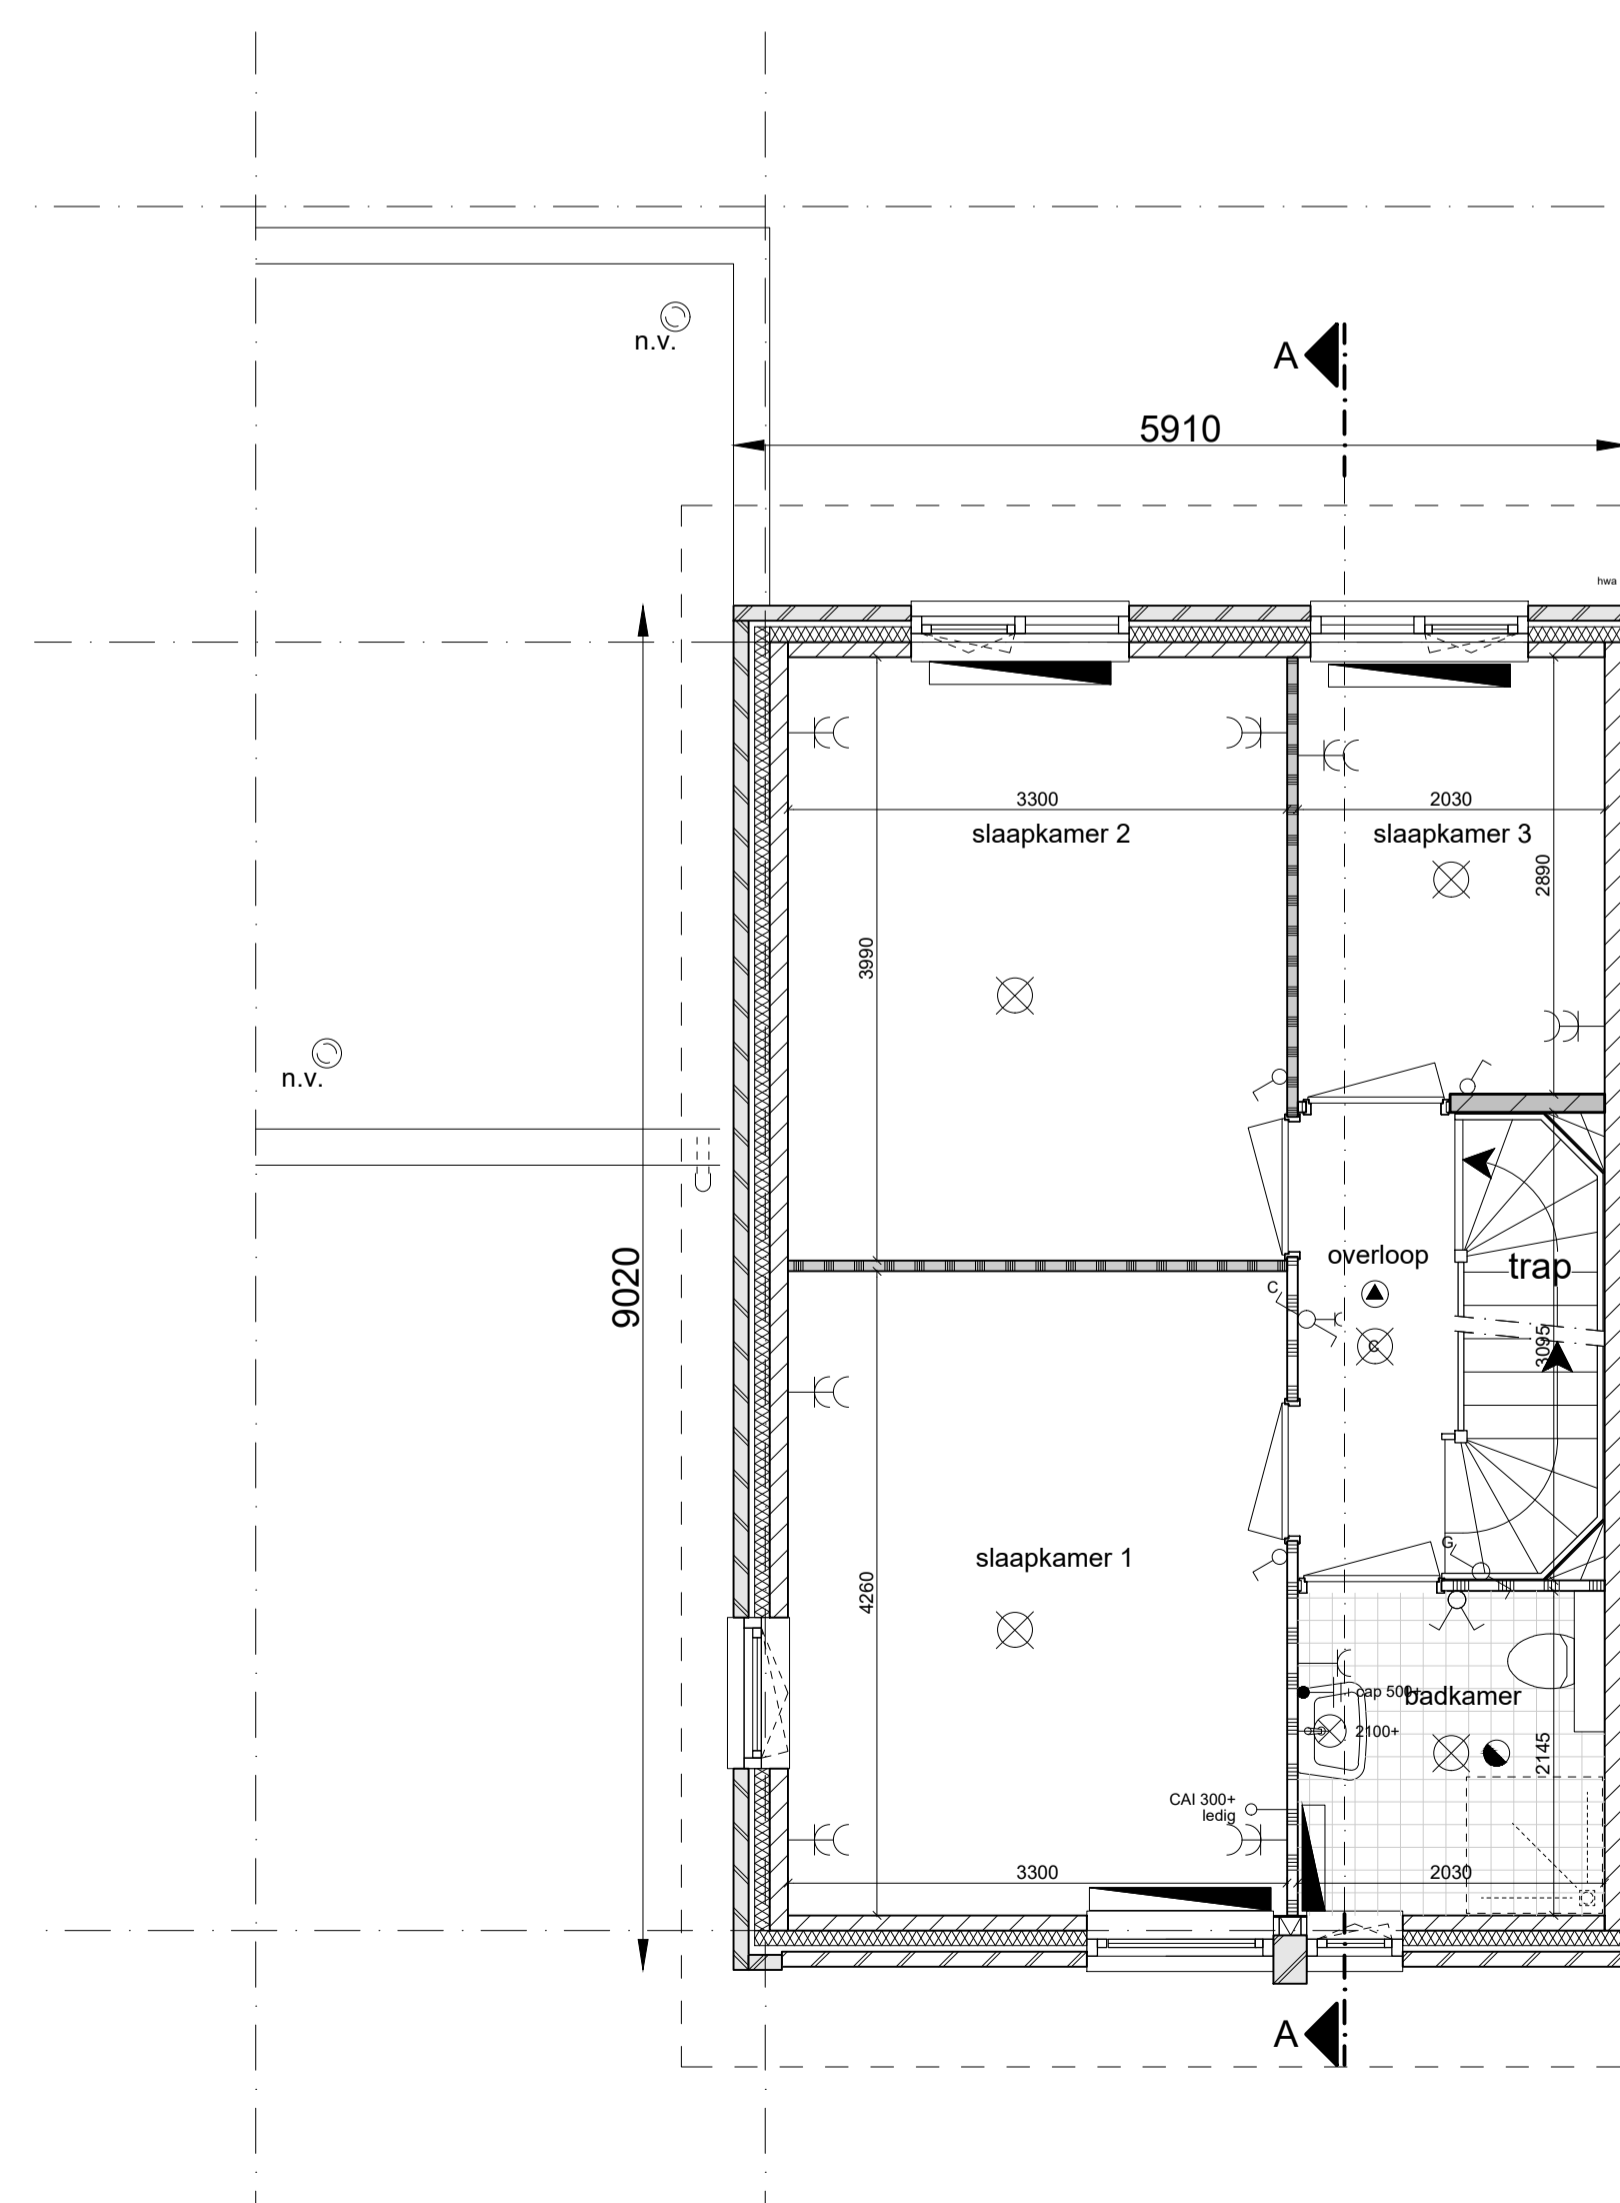 n.v.
A
5910
hwa
3300
2030
slaapkamer 2
slaapkamer 3
2890
3990
n.v.
9020
overloop
trap
C
3095
G
slaapkamer 1
4260
cap 500+
badkamer
2100+
2145
CAI 300+
ledig
3300
2030
A